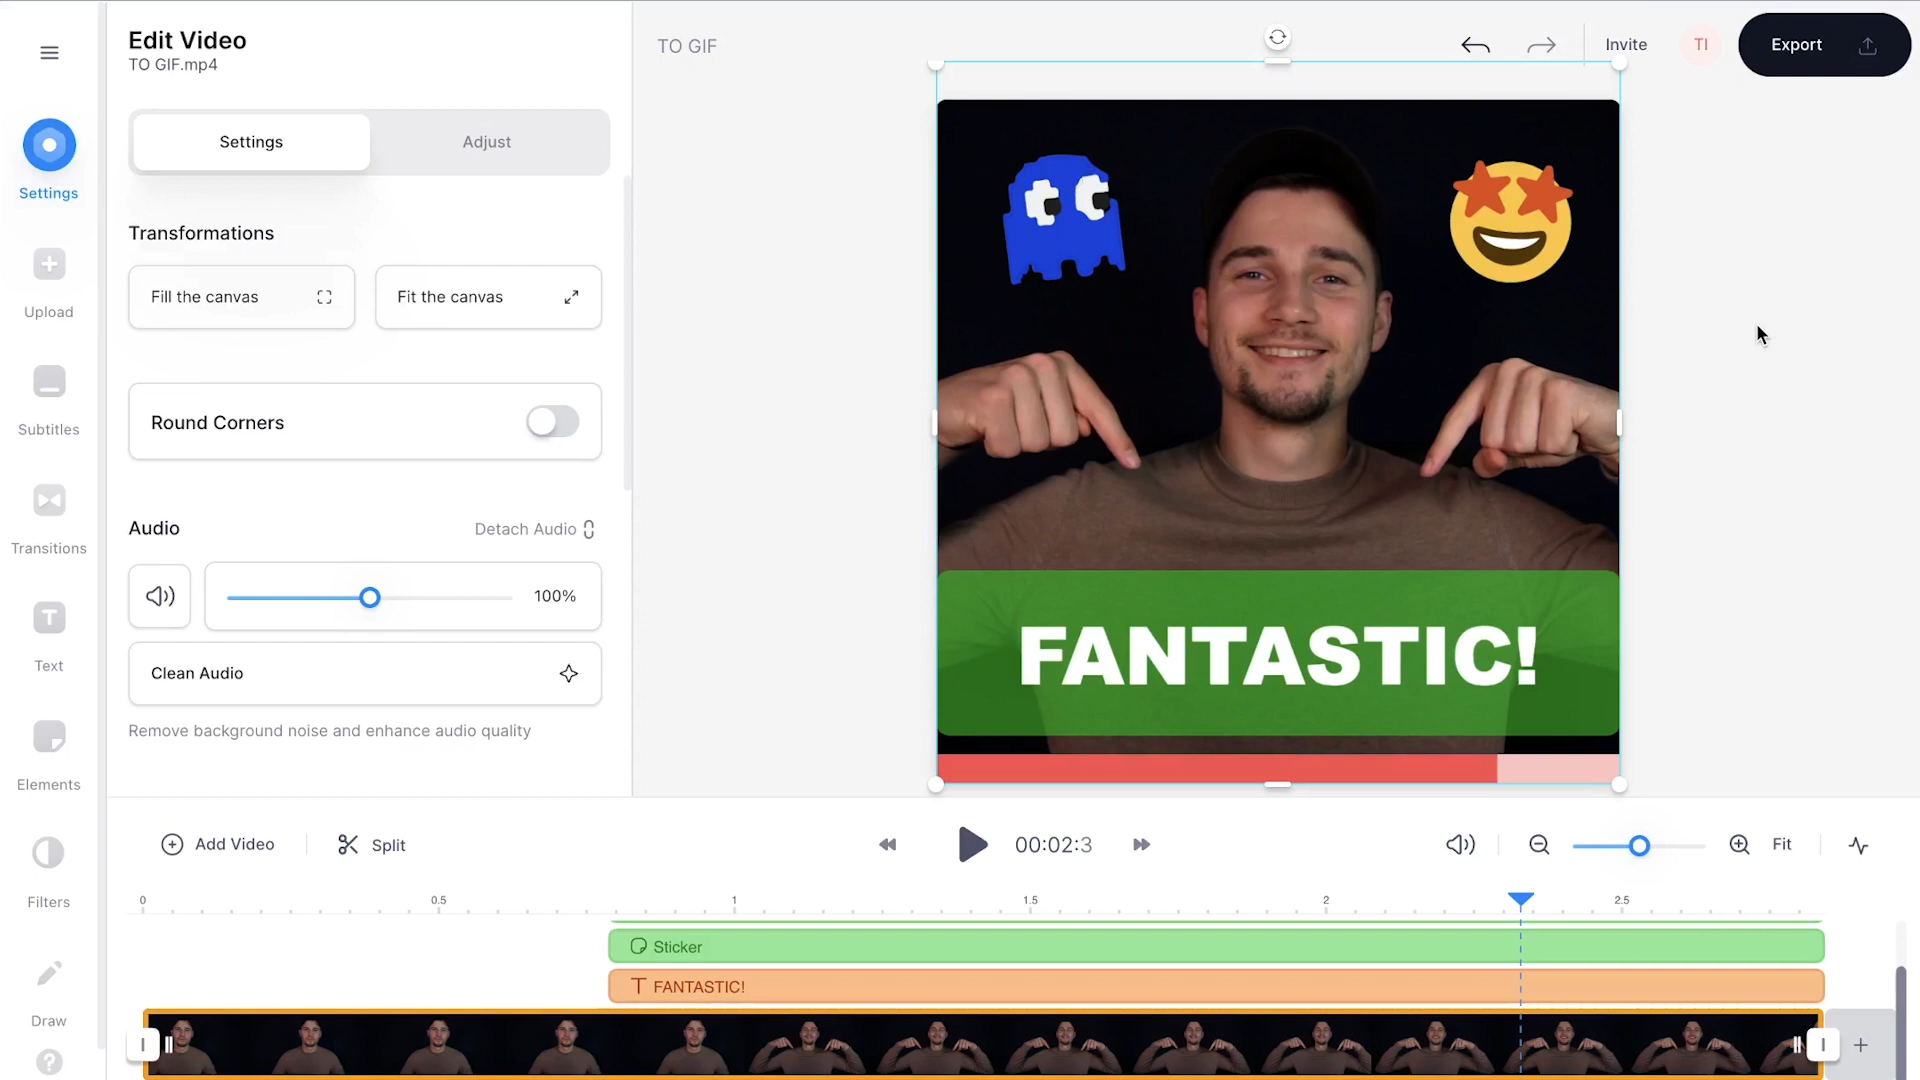 Edit Video
TO GIF.mp4
TO GIF
Invite
TI
Export
Settings
Adjust
Settings
Transformations
Fill the canvas
Fit the canvas
Upload
Round Corners
Subtitles
Audio
Detach Audio
Transitions
100%
Text
Clean Audio
FANTASTIC!
Remove background noise and enhance audio quality
Elements
Add Video
Split
00:02:3
Fit
Filters
0
0.5
1
1.5
2
2.5
Sticker
T FANTASTIC!
Draw